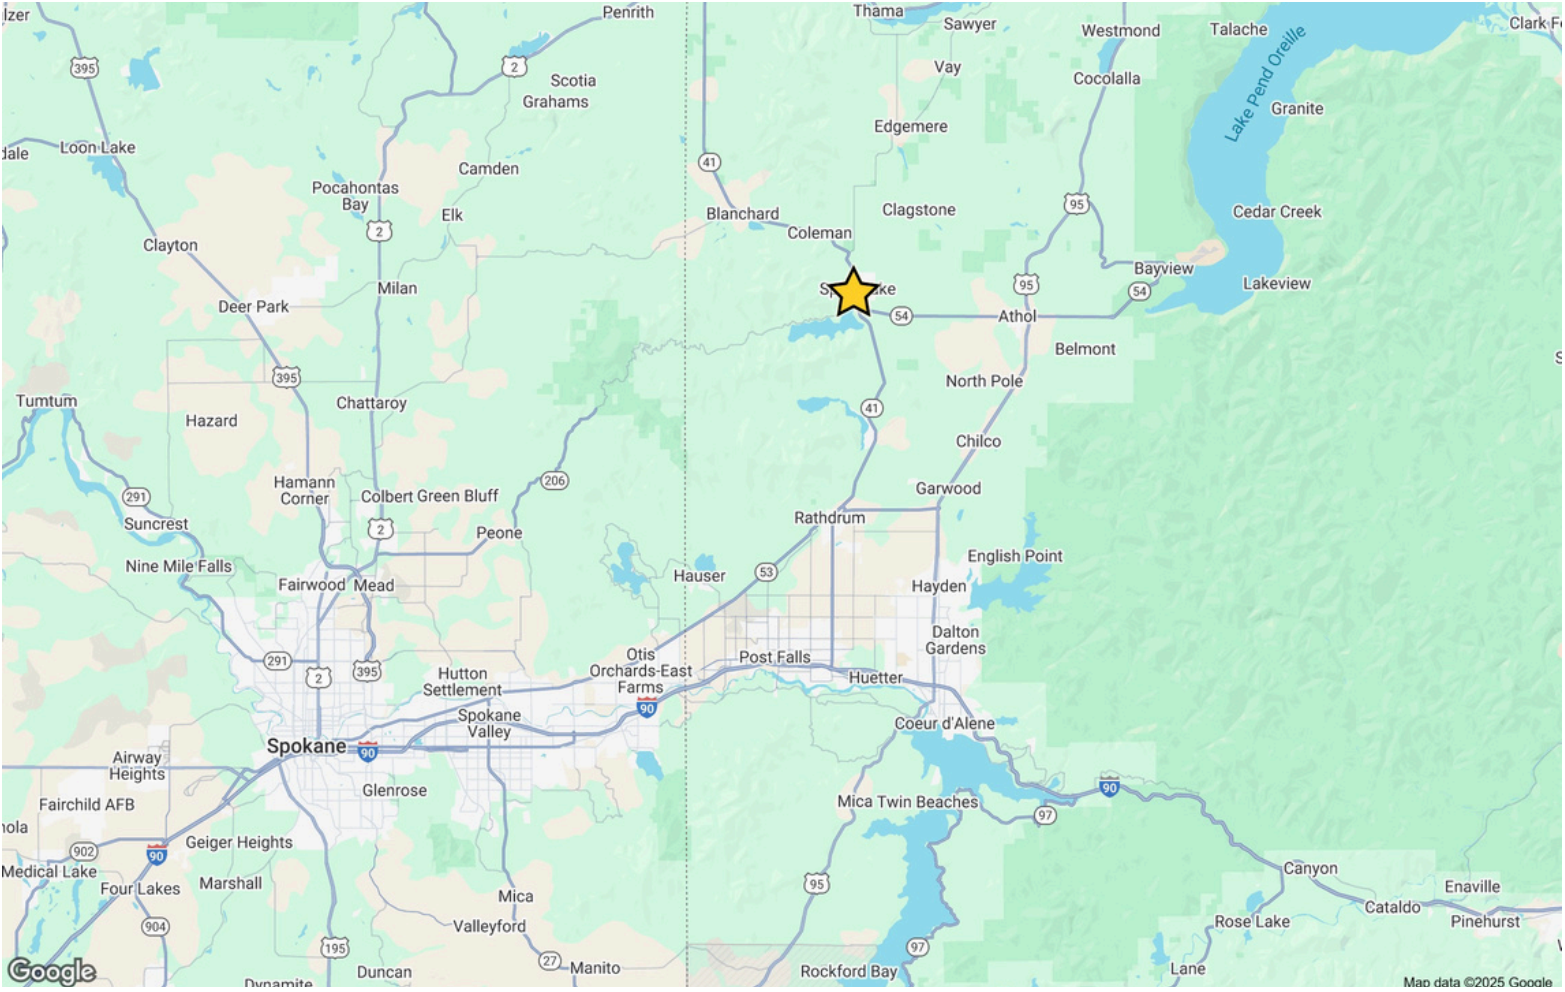 lzer
Penrith
Thama
Sawyer
Westmond
Talache
Clark F
395
2
Scotia
Grahams
Vay
Cocolalla
Lake Pend Oreille
Granite
Edgemere
dale
Loon Lake
Camden
41
Pocahontas
Bay
Elk
Blanchard
Clagstone
95
Cedar Creek
2
Coleman
Clayton
Milan
Bayview
Lakeview
Deer Park
95
54
54
Athol
Belmont
395
North Pole
Tumtum
Chattaroy
Hazard
41
Chilco
206
Hamann
Corner
Colbert
Green Bluff
Garwood
291
Suncrest
2
Peone
Rathdrum
Nine Mile Falls
English Point
Fairwood
Mead
Hauser
53
Hayden
Dalton
Gardens
291
2
395
Otis
Orchards-East
Farms
Post Falls
Hutton
Settlement
Huetter
90
Spokane
Valley
Coeur d'Alene
Spokane
90
Airway
Heights
Glenrose
90
Fairchild AFB
Mica
Twin Beaches
97
nola
Geiger Heights
902
90
Medical Lake
Marshall
Four Lakes
95
Canyon
Enaville
Mica
Cataldo
Pinehurst
904
Valleyford
Rose Lake
195
97
27
Manito
Duncan
Rockford Bay
Lane
Google
Dynamite
Map data ©2025 Google